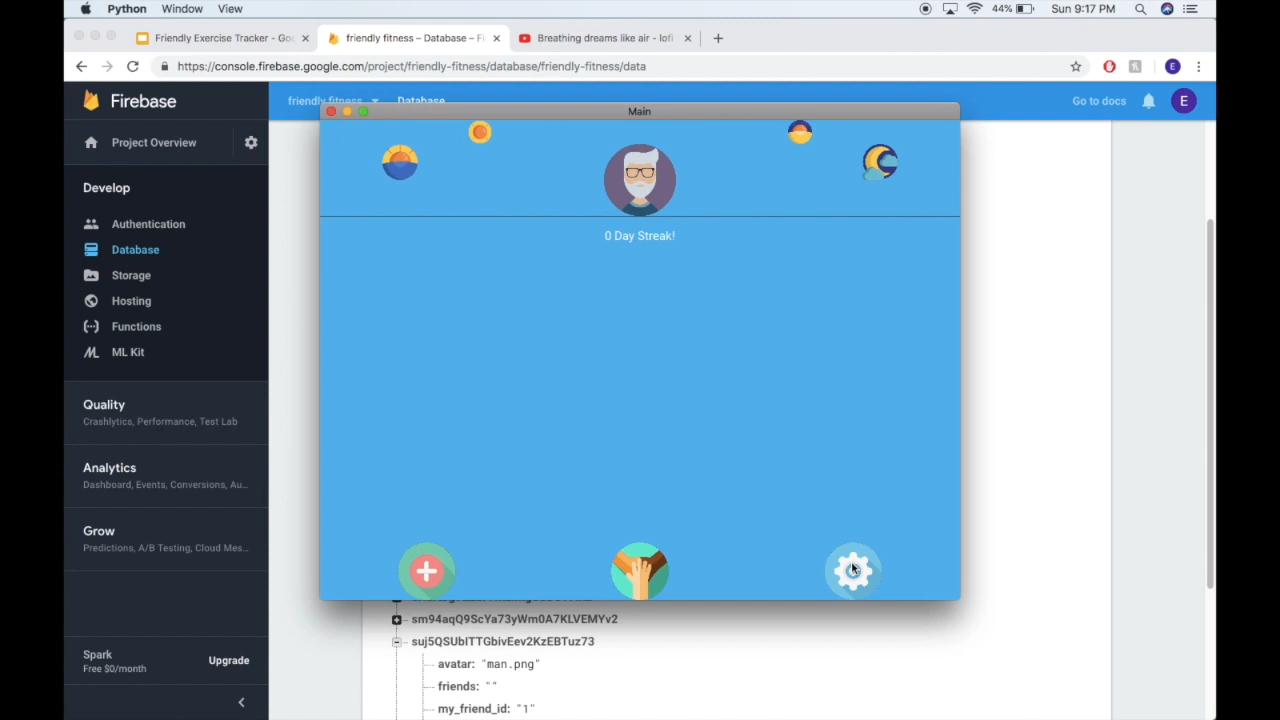 Python Window View 44% Sun 9:17 PM
Friendly Exercise Tracker - Goo friendly fitness – Database – Fi Breathing dreams like air - lofi
https://console.firebase.google.com/project/friendly-fitness/database/friendly-fitness/data
E
Firebase
friendly fitness Database
Go to docs
E
Main
Project Overview
Develop
Authentication
Database
Storage
Hosting
Functions
ML Kit
Quality
Crashlytics, Performance, Test Lab
Analytics
Dashboard, Events, Conversions, Au...
Grow
Predictions, A/B Testing, Cloud Mes...
Spark
Free $0/month
Upgrade
0 Day Streak!
sm94aqQ9ScYa73yWm0A7KLVEMYv2
suj5QSUbITTGbivEev2KzEBTuz73
avatar: "man.png"
friends: ""
my_friend_id: "1"